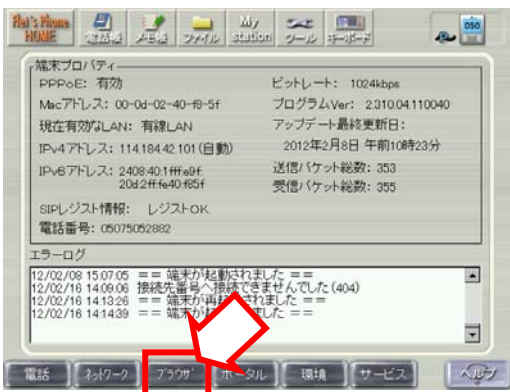 Flet's Phone
HOME 電話帳 メモ帳 ファイル My station ツール キーボード DSO
端末プロパティ
PPPoE: 有効 ビットレート: 1024kbps
Macアドレス: 00-0d-02-40-f8-5f プログラムVer: 2.310.04.110040
現在有効なLAN: 有線LAN アップデート最終更新日:
IPv4アドレス: 114.184.42.101 (自動) 2012年2月8日 午前10時23分
IPv6アドレス: 2408:40:1fff:e9f: 送信パケット総数: 353
20d:2ff:fe40:f85f 受信パケット総数: 355
SIPレジスト情報: レジストOK
電話番号: 05075052882
エラーログ
12/02/08 15:07:05 == 端末が起動されました ==
12/02/16 14:09:06 接続先番号へ接続できませんでした (404)
12/02/16 14:13:26 == 端末が再起動されました ==
12/02/16 14:14:39 == 端末が した ==
電話 ネットワーク ブラウザ ポータル 環境 サービス ヘルプ